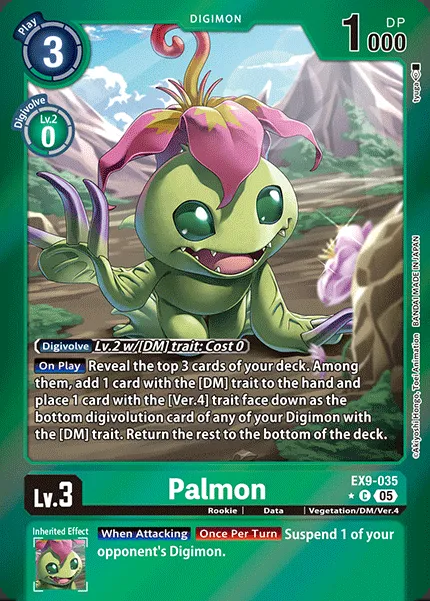 DIGIMON
Play
3
DP
1000
Digivolve
Lv.2
0
Digivolve Lv.2 w/[DM] trait: Cost 0
On Play Reveal the top 3 cards of your deck. Among
them, add 1 card with the [DM] trait to the hand and
place 1 card with the [Ver.4] trait face down as the
bottom digivolution card of any of your Digimon with
the [DM] trait. Return the rest to the bottom of the deck.
©Akiyoshi Hongo, Toei Animation BANDAI MADE IN JAPAN
Lv.3
Palmon
EX9-035
C 05
Rookie | Data | Vegetation/DM/Ver.4
Inherited Effect
When Attacking Once Per Turn Suspend 1 of your
opponent's Digimon.